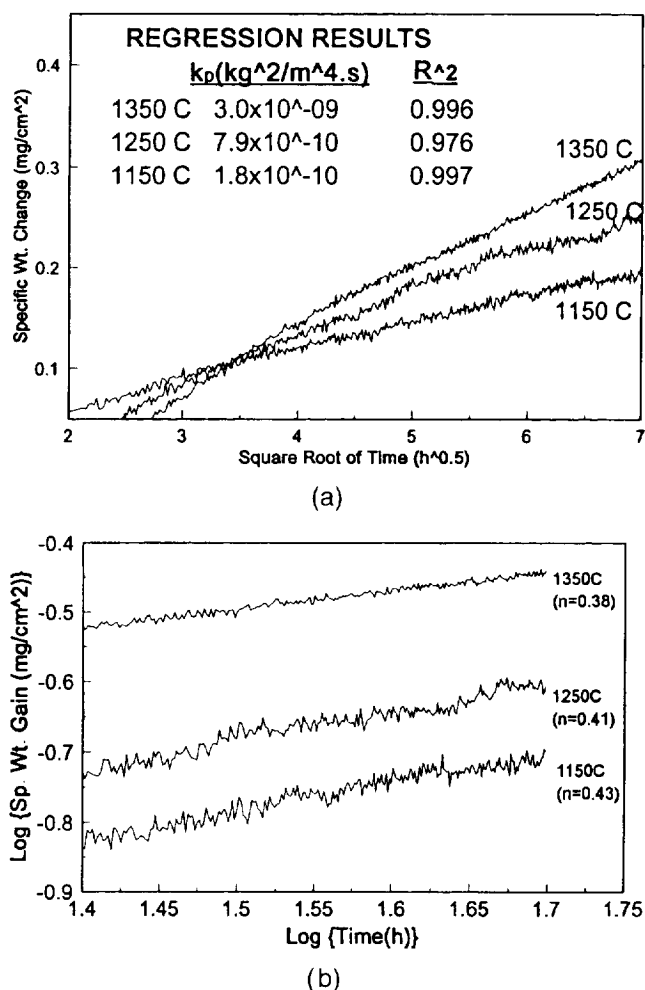 REGRESSION RESULTS
kp(kg^2/m^4.s) R^2
1350 C 3.0x10^-09 0.996
1250 C 7.9x10^-10 0.976
1150 C 1.8x10^-10 0.997
0.4
0.3
0.2
0.1
Specific Wt. Change (mg/cm^2)
1350 C
1250 C
1150 C
2 3 4 5 6 7
Square Root of Time (h^0.5)
(a)
-0.4
-0.5
-0.6
-0.7
-0.8
-0.9
Log {Sp. Wt. Gain (mg/cm^2)}
1350C
(n=0.38)
1250C
(n=0.41)
1150C
(n=0.43)
1.4 1.45 1.5 1.55 1.6 1.65 1.7 1.75
Log {Time(h)}
(b)